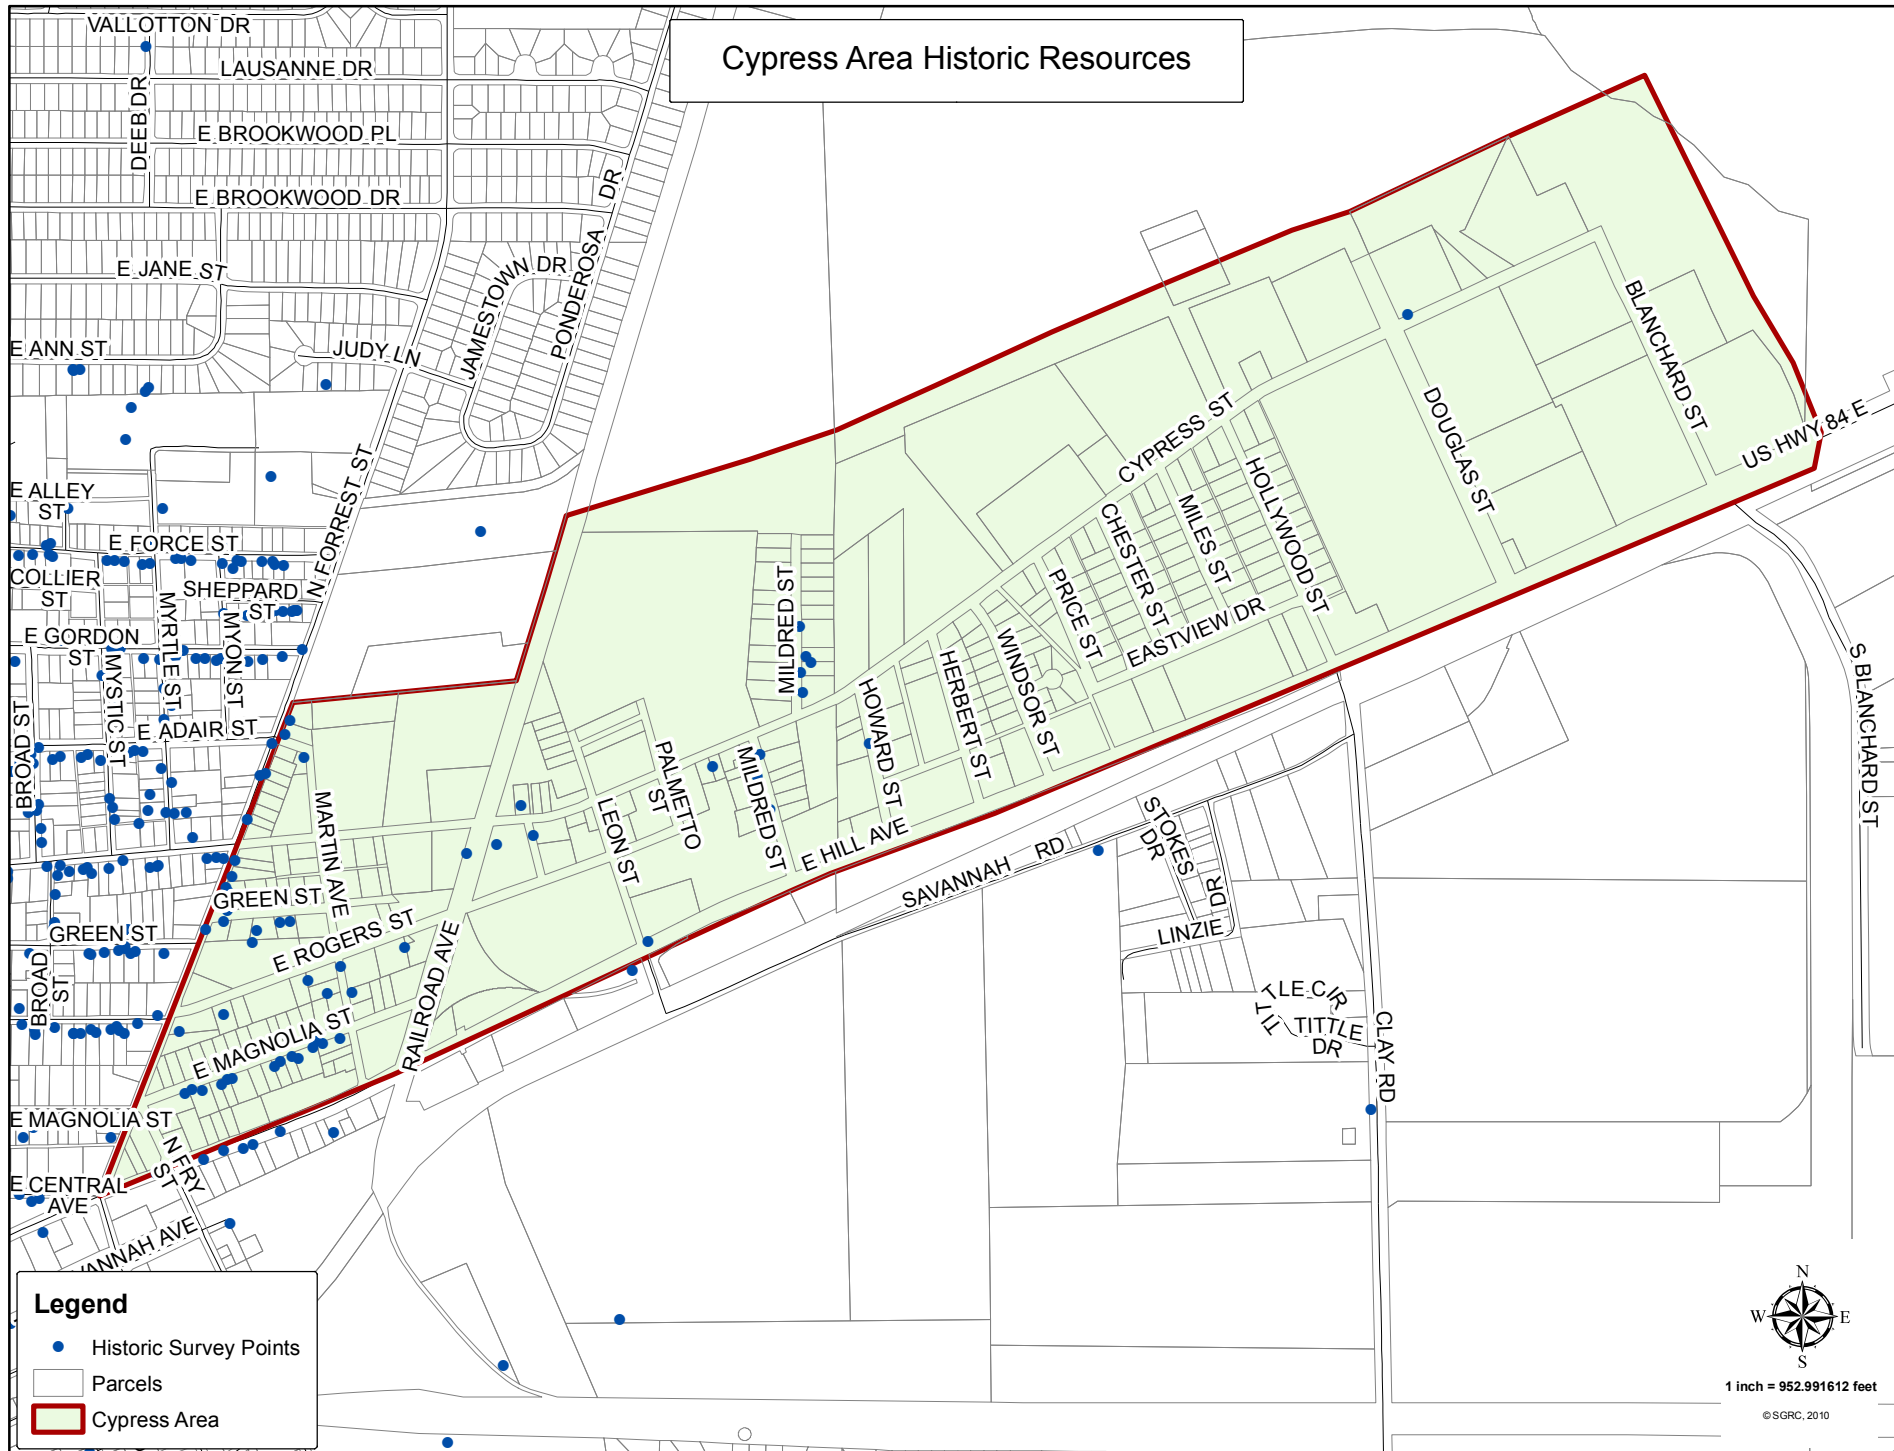 Cypress Area Historic Resources
VALLOTTON DR
LAUSANNE DR
DEEB DR
E BROOKWOOD PL
E BROOKWOOD DR
E JANE ST
JAMESTOWN DR
PONDEROSA DR
E ANN ST
JUDY LN
N FORREST ST
E ALLEY
ST
E FORCE ST
COLLIER
ST
SHEPPARD
ST
E GORDON
ST
MYRTLE ST
MYON ST
MYSTIC ST
BROAD ST
E ADAIR ST
MARTIN AVE
GREEN ST
GREEN ST
BROAD
ST
E ROGERS ST
E MAGNOLIA ST
RAILROAD AVE
E MAGNOLIA ST
N FRY
ST
E CENTRAL
AVE
VANNAH AVE
LEON ST
PALMETTO
ST
MILDRED ST
MILDRED ST
HOWARD ST
HERBERT ST
WINDSOR ST
PRICE ST
CHESTER ST
MILES ST
HOLLYWOOD ST
EASTVIEW DR
CYPRESS ST
DOUGLAS ST
BLANCHARD ST
US HWY 84 E
S BLANCHARD ST
E HILL AVE
SAVANNAH RD
STOKES
DR
LINZIE DR
TITTLE CIR
TITTLE
DR
CLAY RD
Legend
Historic Survey Points
Parcels
Cypress Area
N
W E
S
1 inch = 952.991612 feet
©SGRC, 2010